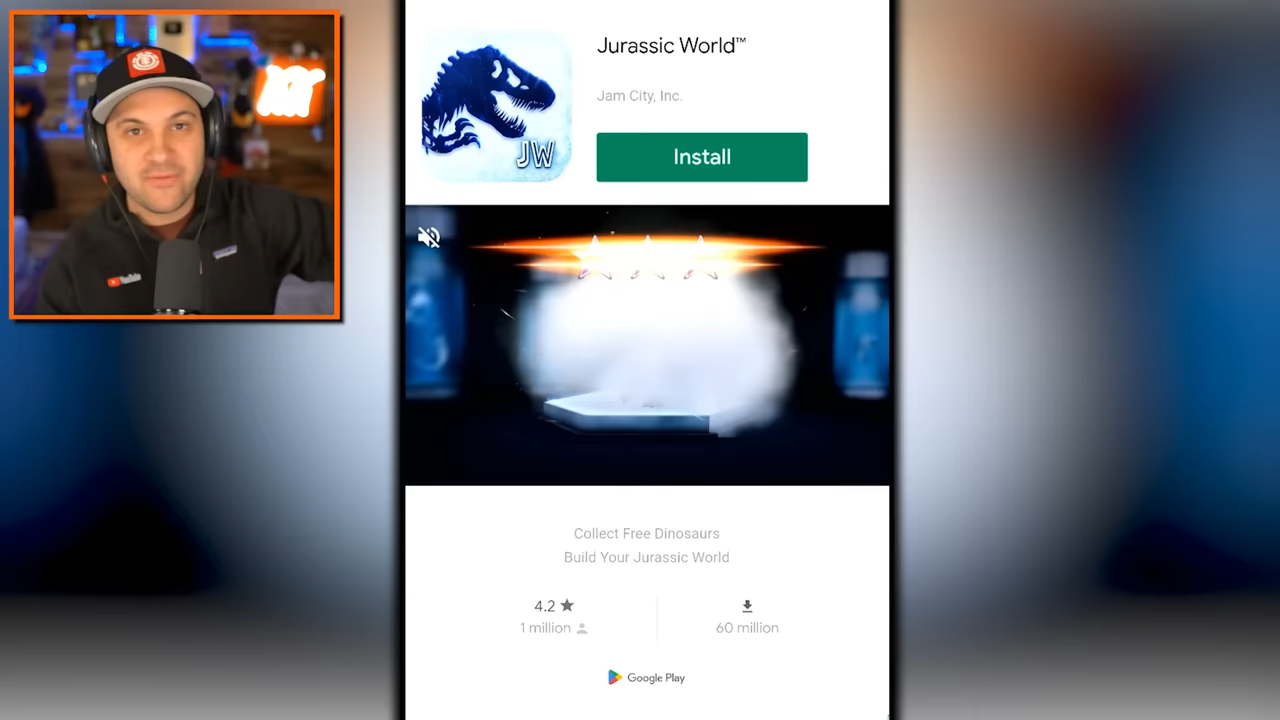 Jurassic World™
Jam City, Inc.
Install
JW
Collect Free Dinosaurs
Build Your Jurassic World
4.2 ★
1 million
60 million
Google Play
YouTube